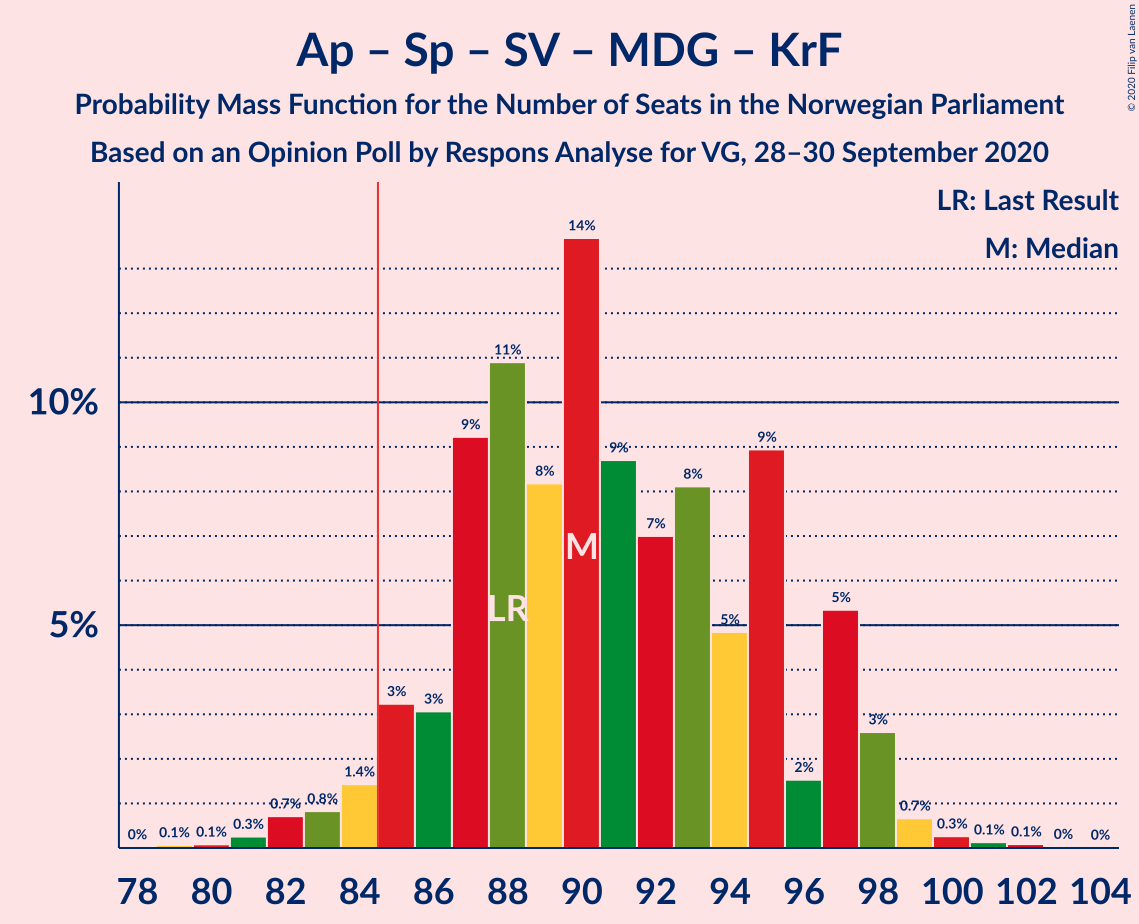 Ap – Sp – SV – MDG – KrF
Probability Mass Function for the Number of Seats in the Norwegian Parliament
Based on an Opinion Poll by Respons Analyse for VG, 28–30 September 2020
© 2020 Filip van Laenen
LR: Last Result
M: Median
10%
5%
0% 0.1% 0.1% 0.3% 0.7% 0.8% 1.4% 3% 3% 9% 11% 8% 14% 9% 7% 8% 5% 9% 2% 5% 3% 0.7% 0.3% 0.1% 0.1% 0% 0%
LR M
78 80 82 84 86 88 90 92 94 96 98 100 102 104